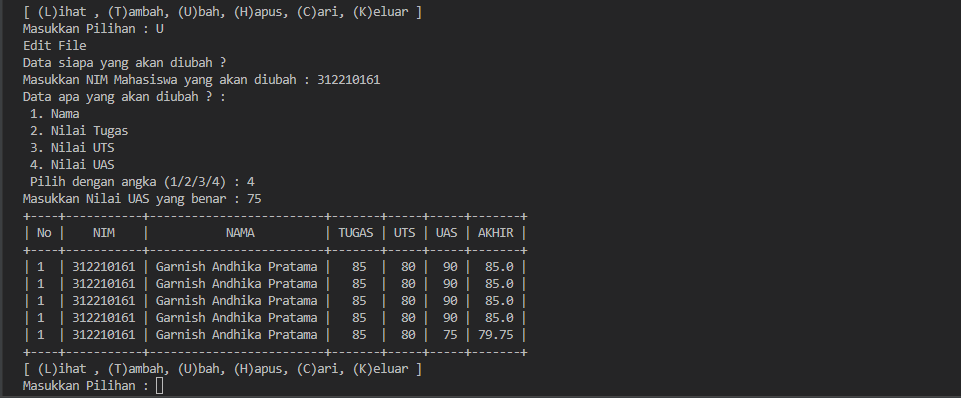 [ (L)ihat , (T)ambah, (U)bah, (H)apus, (C)ari, (K)eluar ]
Masukkan Pilihan : U
Edit File
Data siapa yang akan diubah ?
Masukkan NIM Mahasiswa yang akan diubah : 312210161
Data apa yang akan diubah ? :
 1. Nama
 2. Nilai Tugas
 3. Nilai UTS
 4. Nilai UAS
 Pilih dengan angka (1/2/3/4) : 4
Masukkan Nilai UAS yang benar : 75
+----+-----------+-------------------------+-------+-----+-----+-------+
| No |    NIM    |           NAMA          | TUGAS | UTS | UAS | AKHIR |
+----+-----------+-------------------------+-------+-----+-----+-------+
| 1  | 312210161 | Garnish Andhika Pratama |   85  |  80 |  90 |  85.0 |
| 1  | 312210161 | Garnish Andhika Pratama |   85  |  80 |  90 |  85.0 |
| 1  | 312210161 | Garnish Andhika Pratama |   85  |  80 |  90 |  85.0 |
| 1  | 312210161 | Garnish Andhika Pratama |   85  |  80 |  90 |  85.0 |
| 1  | 312210161 | Garnish Andhika Pratama |   85  |  80 |  75 | 79.75 |
+----+-----------+-------------------------+-------+-----+-----+-------+
[ (L)ihat , (T)ambah, (U)bah, (H)apus, (C)ari, (K)eluar ]
Masukkan Pilihan :